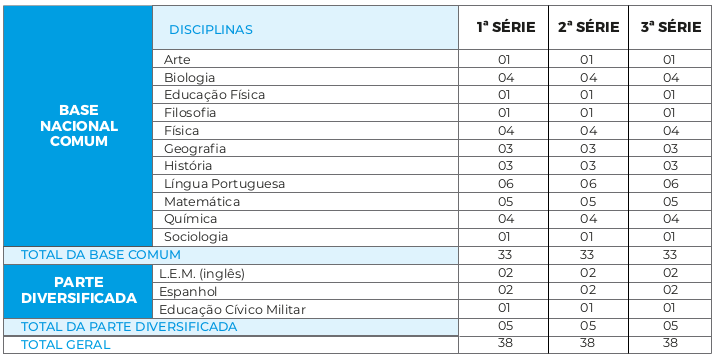 DISCIPLINAS 1ª SÉRIE 2ª SÉRIE 3ª SÉRIE
BASE NACIONAL COMUM
Arte 01 01 01
Biologia 04 04 04
Educação Física 01 01 01
Filosofia 01 01 01
Física 04 04 04
Geografia 03 03 03
História 03 03 03
Língua Portuguesa 06 06 06
Matemática 05 05 05
Química 04 04 04
Sociologia 01 01 01
TOTAL DA BASE COMUM 33 33 33
PARTE DIVERSIFICADA
L.E.M. (inglês) 02 02 02
Espanhol 02 02 02
Educação Cívico Militar 01 01 01
TOTAL DA PARTE DIVERSIFICADA 05 05 05
TOTAL GERAL 38 38 38